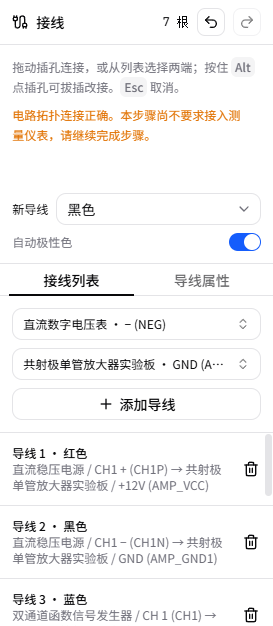 接线 7 根
拖动插孔连接，或从列表选择两端；按住 Alt
点插孔可拔插改接。 Esc 取消。
电路拓扑连接正确。本步骤尚不要求接入测
量仪表，请继续完成步骤。
新导线 黑色
自动极性色
接线列表 导线属性
直流数字电压表 · − (NEG)
共射极单管放大器实验板 · GND (A⋯
+ 添加导线
导线 1 · 红色
直流稳压电源 / CH1 + (CH1P) → 共射极
单管放大器实验板 / +12V (AMP_VCC)
导线 2 · 黑色
直流稳压电源 / CH1 − (CH1N) → 共射极
单管放大器实验板 / GND (AMP_GND1)
导线 3 · 蓝色
双通道函数信号发生器 / CH 1 (CH1) →